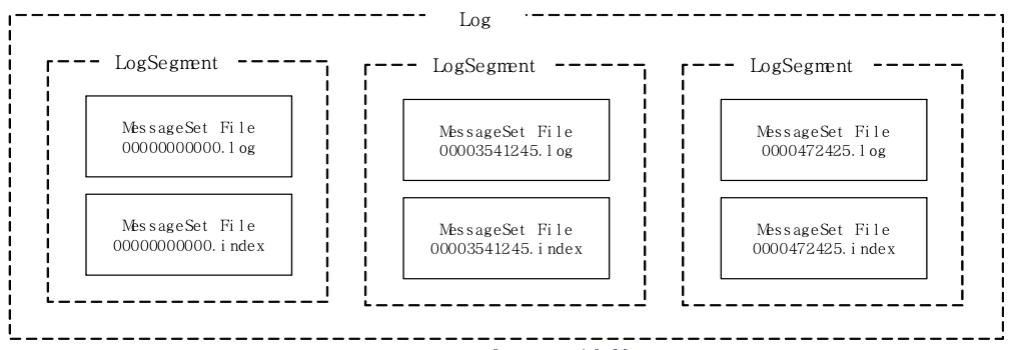 Log
LogSegment
MessageSet File
00000000000.log
MessageSet File
00000000000.index
LogSegment
MessageSet File
00003541245.log
MessageSet File
00003541245.index
LogSegment
MessageSet File
0000472425.log
MessageSet File
0000472425.index